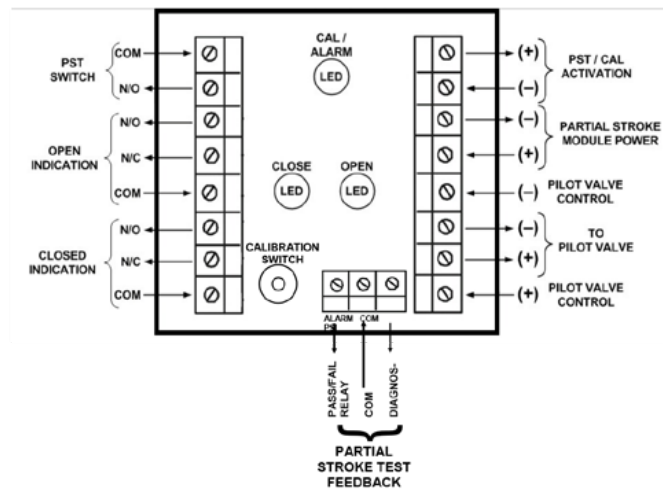 CAL /
ALARM
LED
PST
SWITCH
COM
N/O
OPEN
INDICATION
N/O
N/C
COM
CLOSED
INDICATION
N/O
N/C
COM
CLOSE
LED
OPEN
LED
CALIBRATION
SWITCH
(+)
(−)
PST / CAL
ACTIVATION
(−)
(+)
PARTIAL STROKE
MODULE POWER
(−)
PILOT VALVE
CONTROL
(−)
(+)
TO
PILOT VALVE
(+)
PILOT VALVE
CONTROL
ALARM COM
PASS/FAIL
RELAY
COM
DIAGNOS-
PARTIAL
STROKE TEST
FEEDBACK